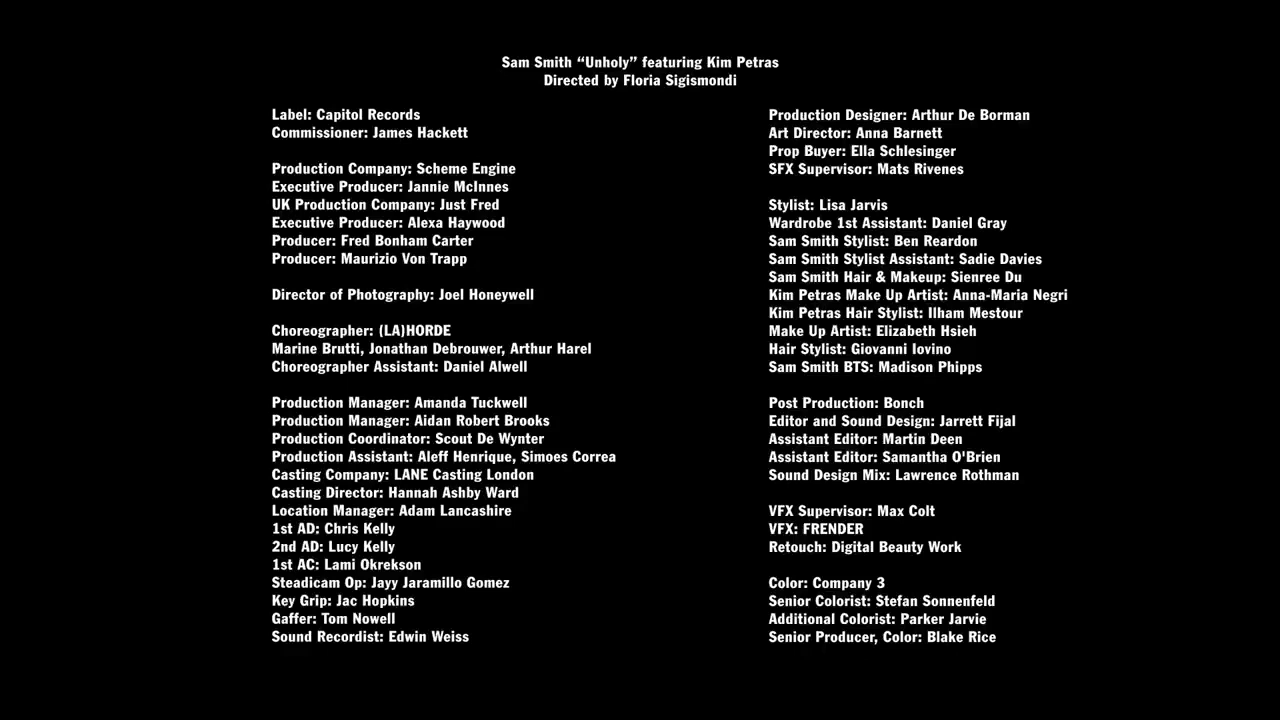 Sam Smith “Unholy” featuring Kim Petras
Directed by Floria Sigismondi
Label: Capitol Records
Commissioner: James Hackett
Production Company: Scheme Engine
Executive Producer: Jannie McInnes
UK Production Company: Just Fred
Executive Producer: Alexa Haywood
Producer: Fred Bonham Carter
Producer: Maurizio Von Trapp
Director of Photography: Joel Honeywell
Choreographer: (LA)HORDE
Marine Brutti, Jonathan Debrouwer, Arthur Harel
Choreographer Assistant: Daniel Alwell
Production Manager: Amanda Tuckwell
Production Manager: Aidan Robert Brooks
Production Coordinator: Scout De Wynter
Production Assistant: Aleff Henrique, Simoes Correa
Casting Company: LANE Casting London
Casting Director: Hannah Ashby Ward
Location Manager: Adam Lancashire
1st AD: Chris Kelly
2nd AD: Lucy Kelly
1st AC: Lami Okrekson
Steadicam Op: Jayy Jaramillo Gomez
Key Grip: Jac Hopkins
Gaffer: Tom Nowell
Sound Recordist: Edwin Weiss
Production Designer: Arthur De Borman
Art Director: Anna Barnett
Prop Buyer: Ella Schlesinger
SFX Supervisor: Mats Rivenes
Stylist: Lisa Jarvis
Wardrobe 1st Assistant: Daniel Gray
Sam Smith Stylist: Ben Reardon
Sam Smith Stylist Assistant: Sadie Davies
Sam Smith Hair & Makeup: Sienree Du
Kim Petras Make Up Artist: Anna-Maria Negri
Kim Petras Hair Stylist: Ilham Mestour
Make Up Artist: Elizabeth Hsieh
Hair Stylist: Giovanni Iovino
Sam Smith BTS: Madison Phipps
Post Production: Bonch
Editor and Sound Design: Jarrett Fijal
Assistant Editor: Martin Deen
Assistant Editor: Samantha O'Brien
Sound Design Mix: Lawrence Rothman
VFX Supervisor: Max Colt
VFX: FRENDER
Retouch: Digital Beauty Work
Color: Company 3
Senior Colorist: Stefan Sonnenfeld
Additional Colorist: Parker Jarvie
Senior Producer, Color: Blake Rice